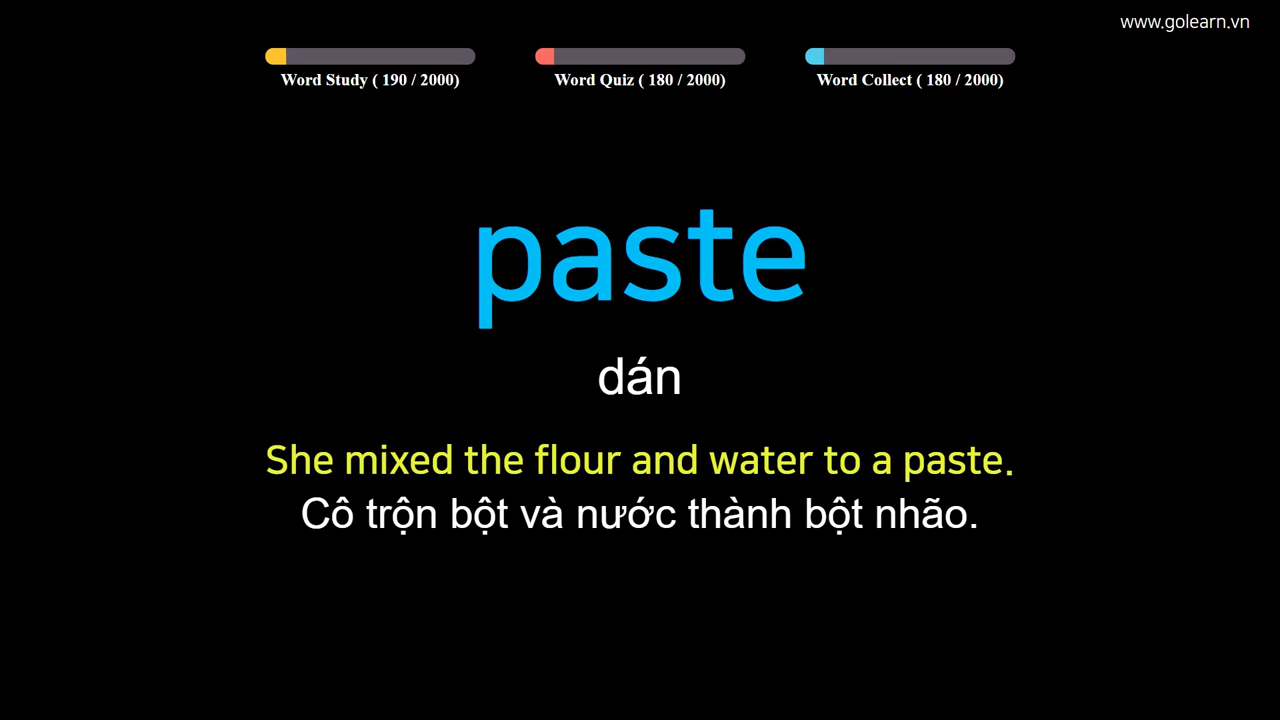 www.golearn.vn
Word Study ( 190 / 2000)
Word Quiz ( 180 / 2000)
Word Collect ( 180 / 2000)
paste
dán
She mixed the flour and water to a paste.
Cô trộn bột và nước thành bột nhão.